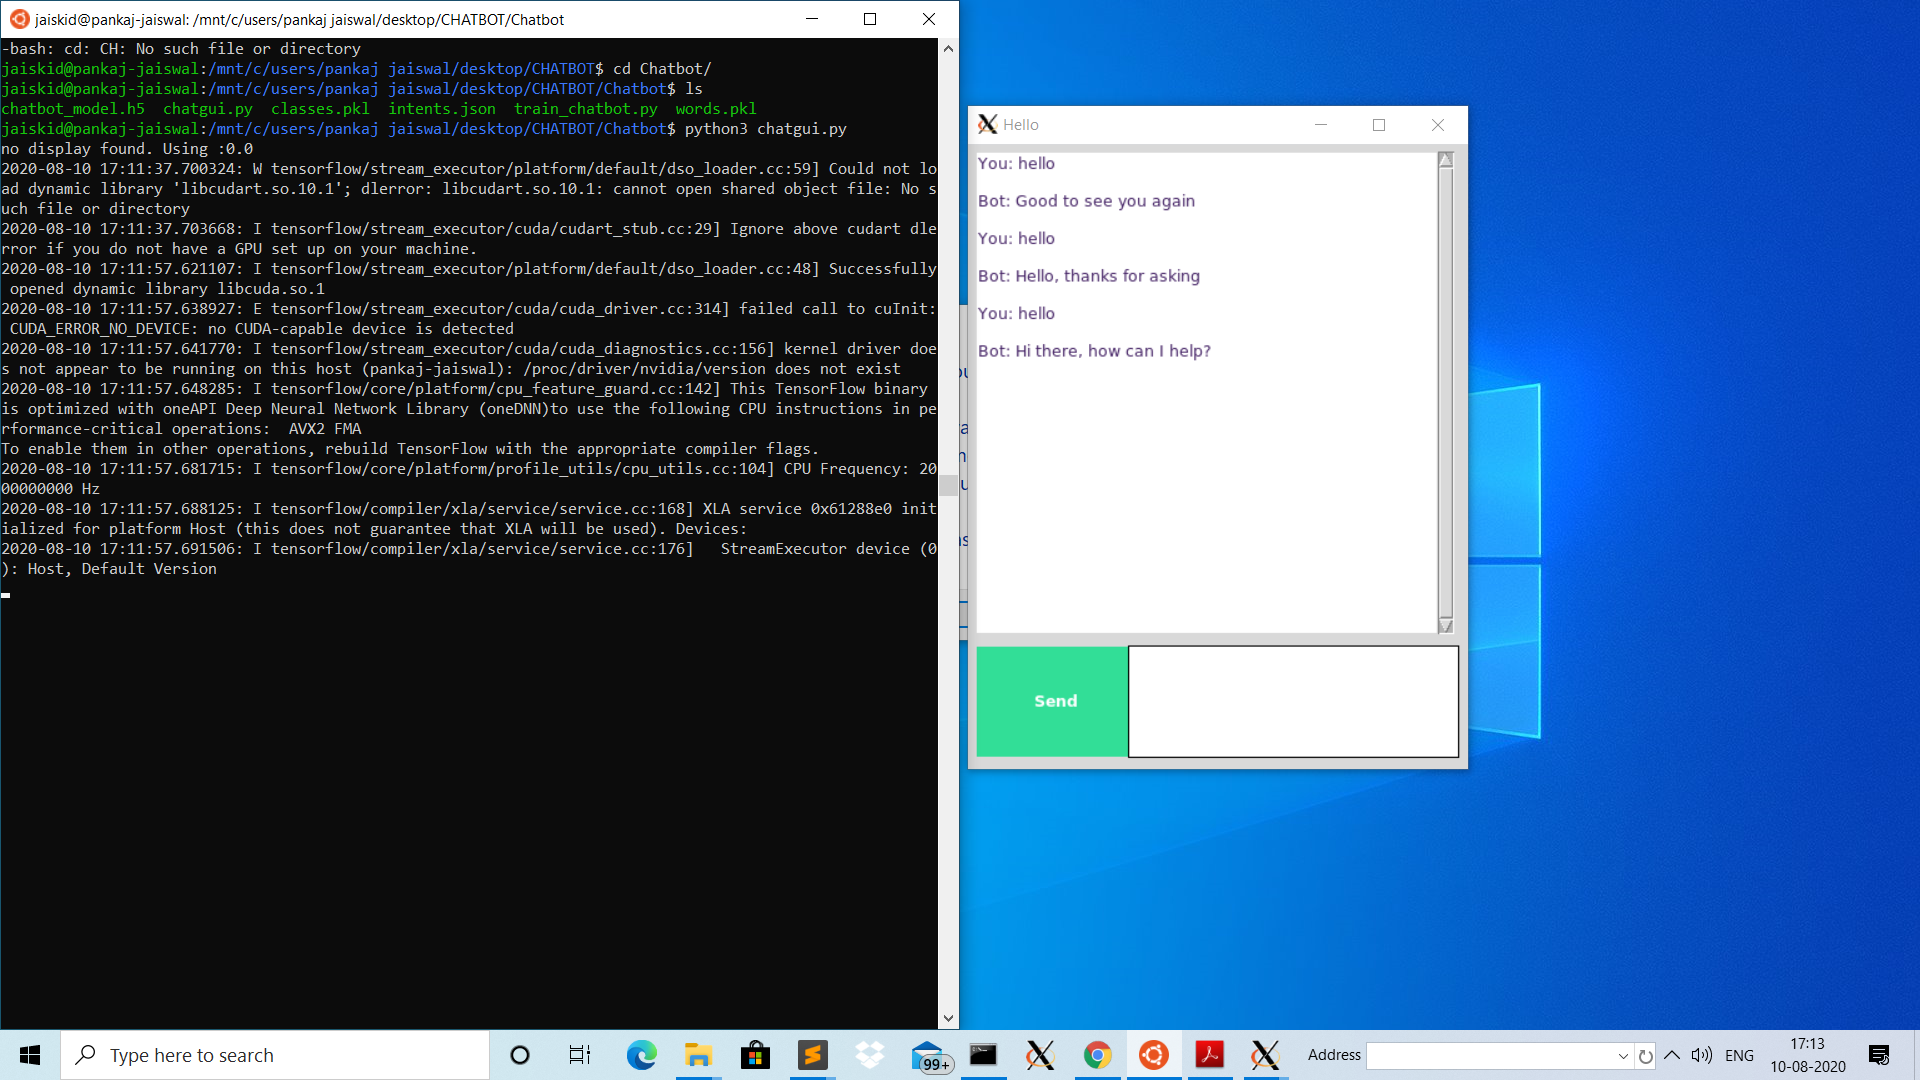 jaiskid@pankaj-jaiswal: /mnt/c/users/pankaj jaiswal/desktop/CHATBOT/Chatbot
-bash: cd: CH: No such file or directory
jaiskid@pankaj-jaiswal:/mnt/c/users/pankaj jaiswal/desktop/CHATBOT$ cd Chatbot/
jaiskid@pankaj-jaiswal:/mnt/c/users/pankaj jaiswal/desktop/CHATBOT/Chatbot$ ls
chatbot_model.h5  chatgui.py  classes.pkl  intents.json  train_chatbot.py  words.pkl
jaiskid@pankaj-jaiswal:/mnt/c/users/pankaj jaiswal/desktop/CHATBOT/Chatbot$ python3 chatgui.py
no display found. Using :0.0
2020-08-10 17:11:37.700324: W tensorflow/stream_executor/platform/default/dso_loader.cc:59] Could not lo
ad dynamic library 'libcudart.so.10.1'; dlerror: libcudart.so.10.1: cannot open shared object file: No s
uch file or directory
2020-08-10 17:11:37.703668: I tensorflow/stream_executor/cuda/cudart_stub.cc:29] Ignore above cudart dle
rror if you do not have a GPU set up on your machine.
2020-08-10 17:11:57.621107: I tensorflow/stream_executor/platform/default/dso_loader.cc:48] Successfully
 opened dynamic library libcuda.so.1
2020-08-10 17:11:57.638927: E tensorflow/stream_executor/cuda/cuda_driver.cc:314] failed call to cuInit:
 CUDA_ERROR_NO_DEVICE: no CUDA-capable device is detected
2020-08-10 17:11:57.641770: I tensorflow/stream_executor/cuda/cuda_diagnostics.cc:156] kernel driver doe
s not appear to be running on this host (pankaj-jaiswal): /proc/driver/nvidia/version does not exist
2020-08-10 17:11:57.648285: I tensorflow/core/platform/cpu_feature_guard.cc:142] This TensorFlow binary
is optimized with oneAPI Deep Neural Network Library (oneDNN)to use the following CPU instructions in pe
rformance-critical operations:  AVX2 FMA
To enable them in other operations, rebuild TensorFlow with the appropriate compiler flags.
2020-08-10 17:11:57.681715: I tensorflow/core/platform/profile_utils/cpu_utils.cc:104] CPU Frequency: 20
00000000 Hz
2020-08-10 17:11:57.688125: I tensorflow/compiler/xla/service/service.cc:168] XLA service 0x61288e0 init
ialized for platform Host (this does not guarantee that XLA will be used). Devices:
2020-08-10 17:11:57.691506: I tensorflow/compiler/xla/service/service.cc:176]   StreamExecutor device (0
): Host, Default Version
Hello
You: hello
Bot: Good to see you again
You: hello
Bot: Hello, thanks for asking
You: hello
Bot: Hi there, how can I help?
Send
Type here to search
99+
Address
ENG
17:13
10-08-2020